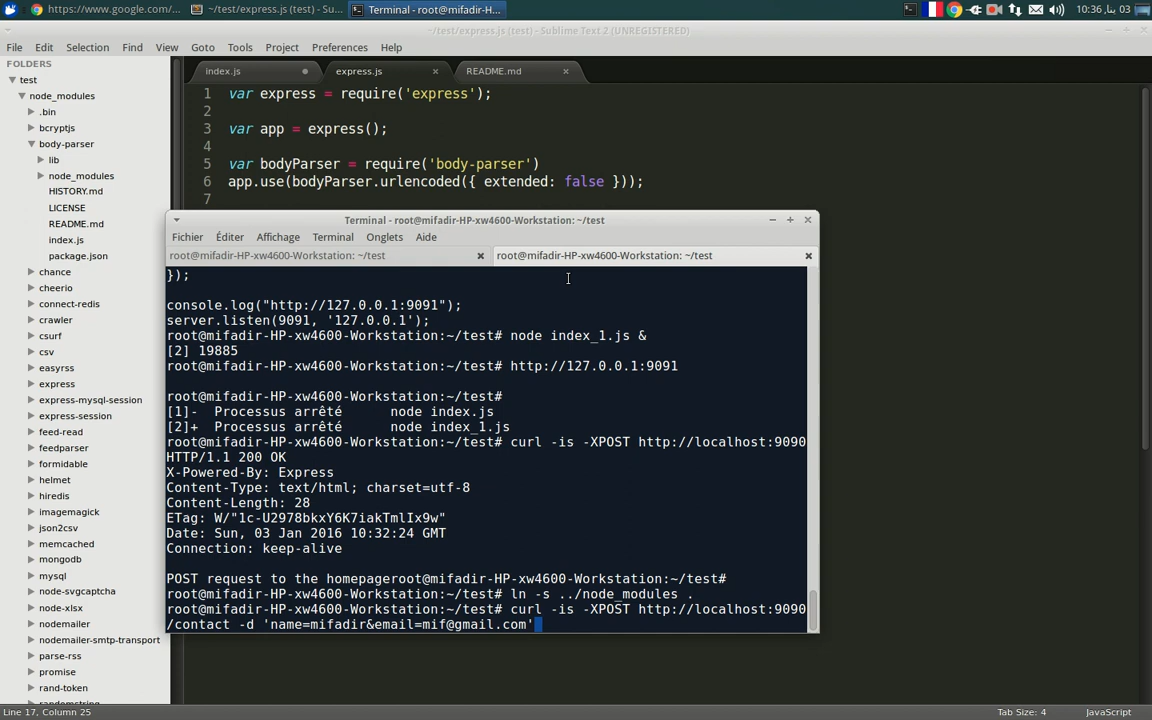 https://www.google.com/...
~/test/express.js (test) - Su...
Terminal - root@mifadir-HP-x...
10:36 ‎بنا 03
~/test/express.js (test) - Sublime Text 2 (UNREGISTERED)
File Edit Selection Find View Goto Tools Project Preferences Help
FOLDERS
test
node_modules
.bin
bcryptjs
body-parser
lib
node_modules
HISTORY.md
LICENSE
README.md
index.js
package.json
chance
cheerio
connect-redis
crawler
csurf
csv
easyrss
express
express-mysql-session
express-session
feed-read
feedparser
formidable
helmet
hiredis
imagemagick
json2csv
memcached
mongodb
mysql
node-svgcaptcha
node-xlsx
nodemailer
nodemailer-smtp-transport
parse-rss
promise
rand-token
randomstring
index.js
express.js
README.md
1 var express = require('express');
2
3 var app = express();
4
5 var bodyParser = require('body-parser')
6 app.use(bodyParser.urlencoded({ extended: false }));
7
Terminal - root@mifadir-HP-xw4600-Workstation: ~/test
Fichier Éditer Affichage Terminal Onglets Aide
root@mifadir-HP-xw4600-Workstation: ~/test
root@mifadir-HP-xw4600-Workstation: ~/test
});
console.log("http://127.0.0.1:9091");
server.listen(9091, '127.0.0.1');
root@mifadir-HP-xw4600-Workstation:~/test# node index_1.js &
[2] 19885
root@mifadir-HP-xw4600-Workstation:~/test# http://127.0.0.1:9091
root@mifadir-HP-xw4600-Workstation:~/test#
[1]- Processus arrêté node index.js
[2]+ Processus arrêté node index_1.js
root@mifadir-HP-xw4600-Workstation:~/test# curl -is -XPOST http://localhost:9090
HTTP/1.1 200 OK
X-Powered-By: Express
Content-Type: text/html; charset=utf-8
Content-Length: 28
ETag: W/"1c-U2978bkxY6K7iakTmlIx9w"
Date: Sun, 03 Jan 2016 10:32:24 GMT
Connection: keep-alive
POST request to the homepageroot@mifadir-HP-xw4600-Workstation:~/test#
root@mifadir-HP-xw4600-Workstation:~/test# ln -s ../node_modules .
root@mifadir-HP-xw4600-Workstation:~/test# curl -is -XPOST http://localhost:9090
/contact -d 'name=mifadir&email=mif@gmail.com'
Line 17, Column 25
Tab Size: 4
JavaScript